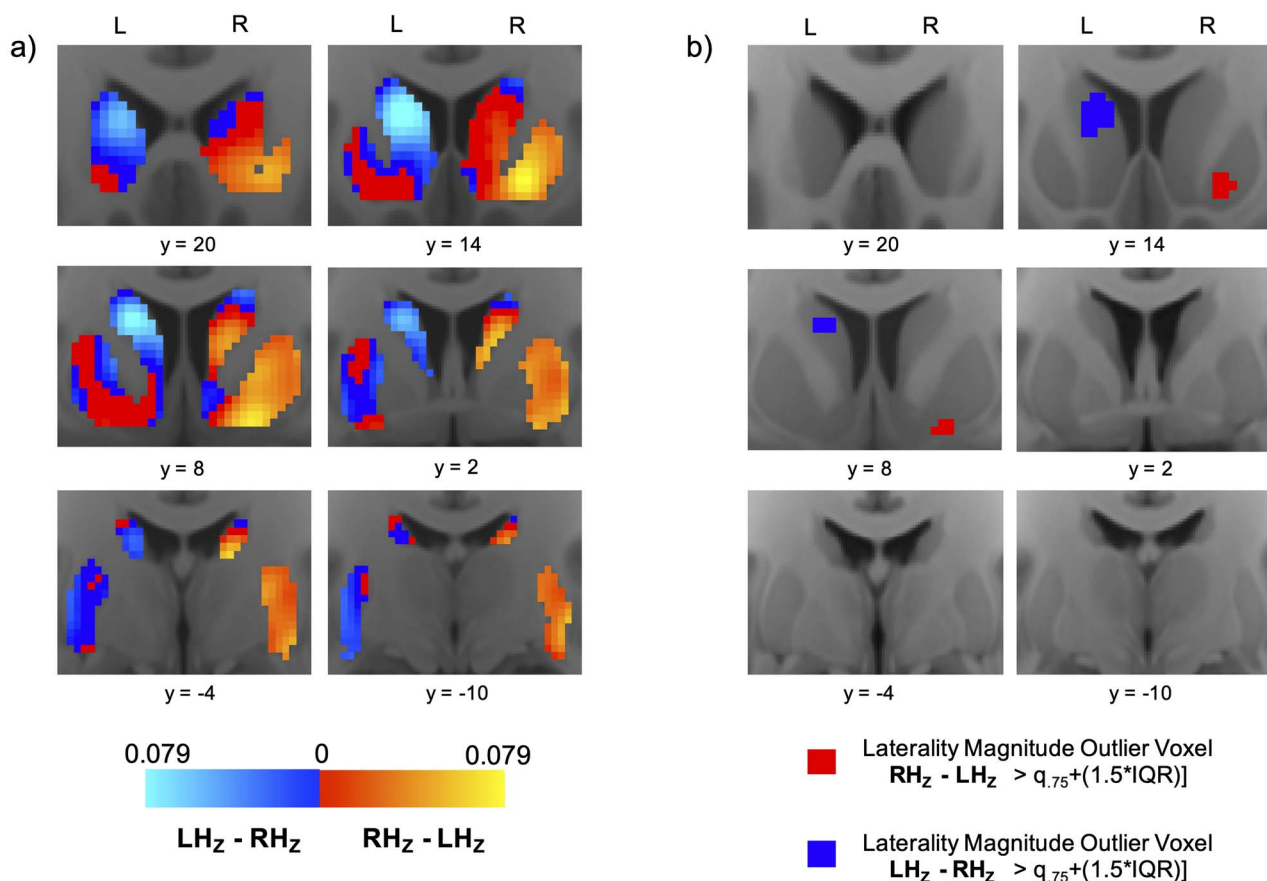 a)
L R L R
y = 20 y = 14
y = 8 y = 2
y = -4 y = -10
0.079 0 0.079
LHZ - RHZ RHZ - LHZ
b)
L R L R
y = 20 y = 14
y = 8 y = 2
y = -4 y = -10
Laterality Magnitude Outlier Voxel
RHZ - LHZ > q.75+(1.5*IQR)]
Laterality Magnitude Outlier Voxel
LHZ - RHZ > q.75+(1.5*IQR)]